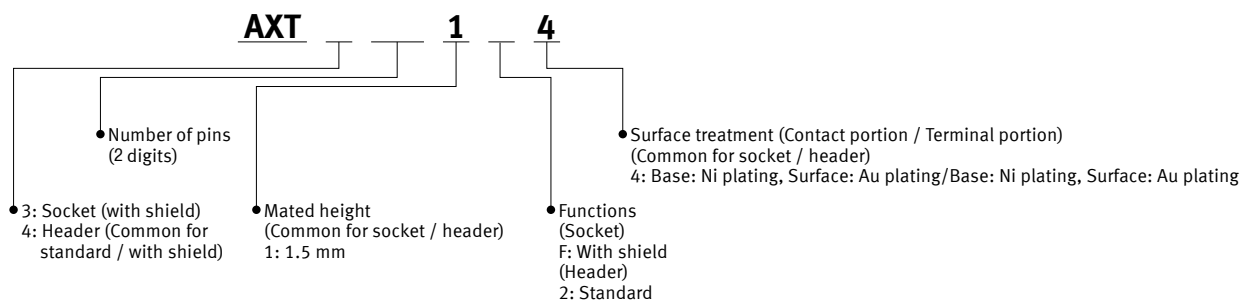 AXT 1 4
Number of pins
(2 digits)
Surface treatment (Contact portion / Terminal portion)
(Common for socket / header)
4: Base: Ni plating, Surface: Au plating/Base: Ni plating, Surface: Au plating
3: Socket (with shield)
4: Header (Common for
standard / with shield)
Mated height
(Common for socket / header)
1: 1.5 mm
Functions
(Socket)
F: With shield
(Header)
2: Standard